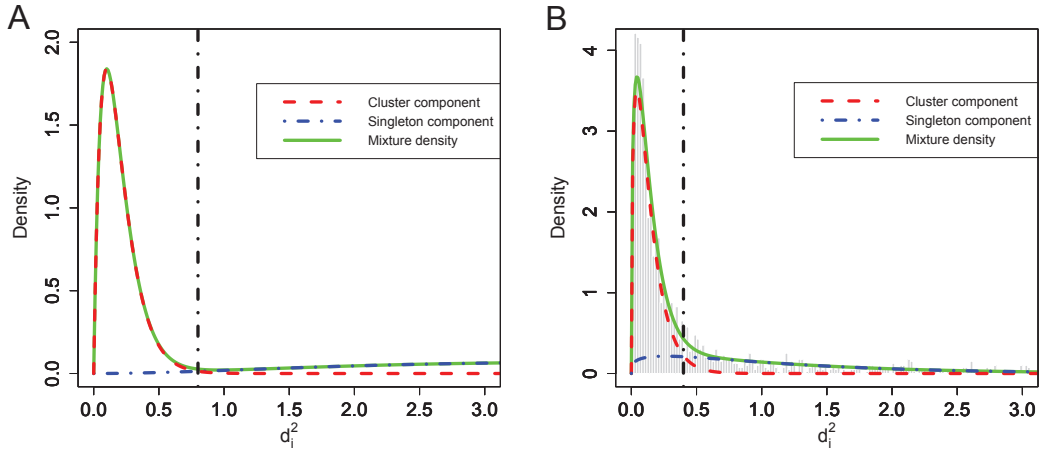 A
2.0
1.5
1.0
0.5
0.0
Density
Cluster component
Singleton component
Mixture density
0.0 0.5 1.0 1.5 2.0 2.5 3.0
d_i^2
B
4
3
2
1
0
Density
Cluster component
Singleton component
Mixture density
0.0 0.5 1.0 1.5 2.0 2.5 3.0
d_i^2